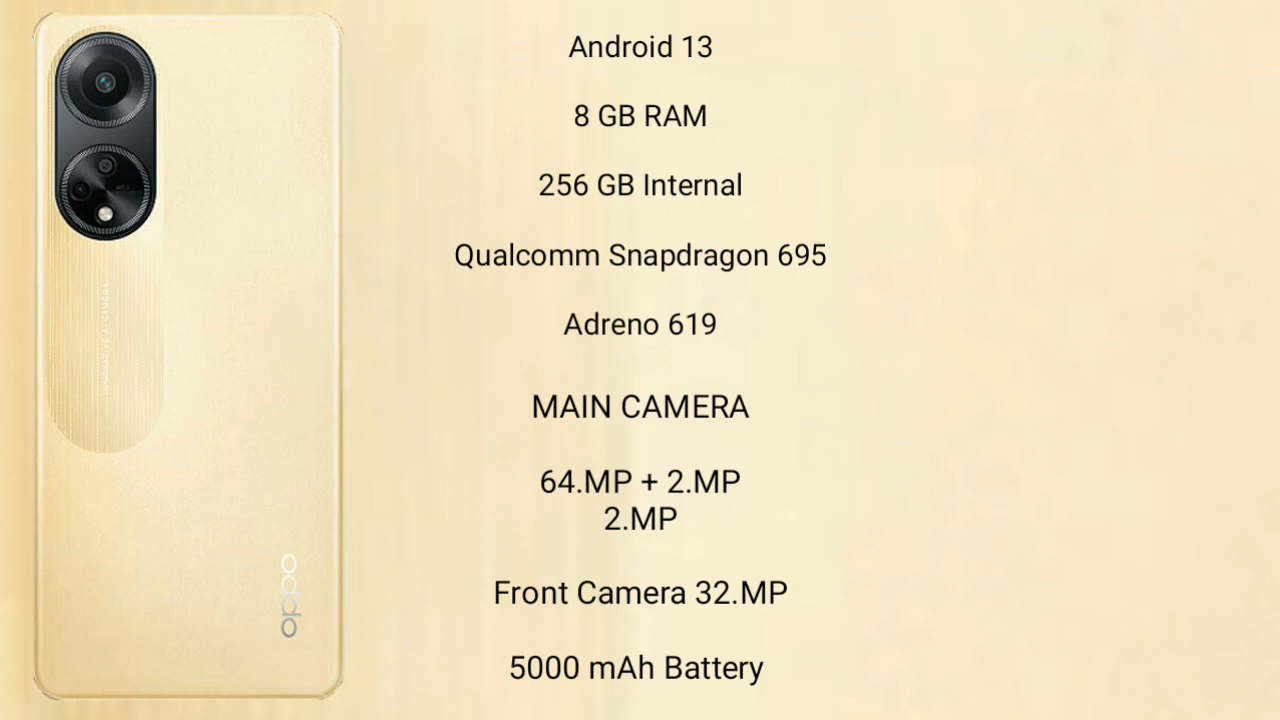 Android 13
8 GB RAM
256 GB Internal
Qualcomm Snapdragon 695
Adreno 619
MAIN CAMERA
64.MP + 2.MP
2.MP
Front Camera 32.MP
5000 mAh Battery
oppo